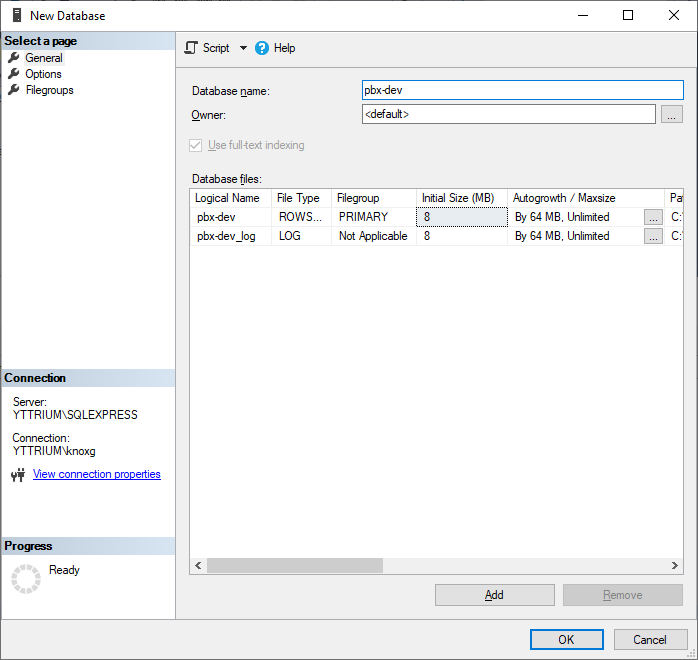 New Database
Select a page
General
Options
Filegroups
Script
Help
Database name:
pbx-dev
Owner:
<default>
...
Use full-text indexing
Database files:
Logical Name File Type Filegroup Initial Size (MB) Autogrowth / Maxsize Pa
pbx-dev ROWS... PRIMARY 8 By 64 MB, Unlimited ... C:\
pbx-dev_log LOG Not Applicable 8 By 64 MB, Unlimited ... C:\
Connection
Server:
YTTRIUM\SQLEXPRESS
Connection:
YTTRIUM\knoxg
View connection properties
Progress
Ready
Add
Remove
OK
Cancel